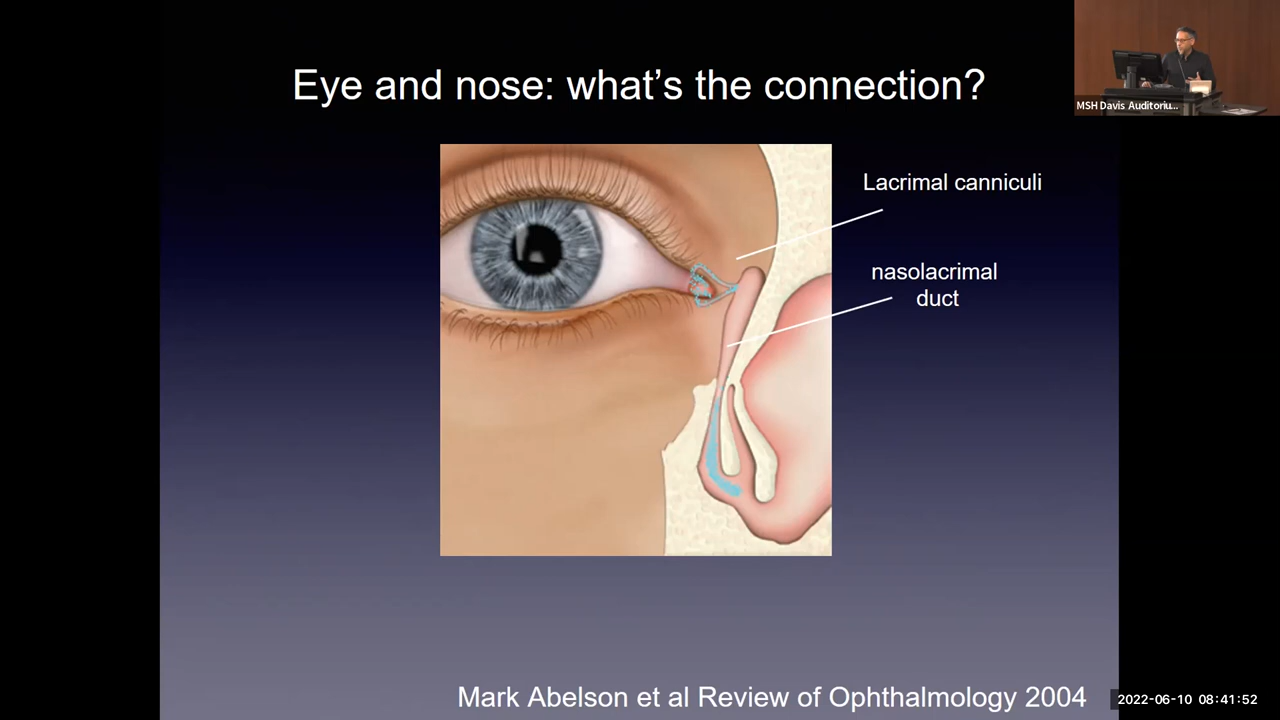 Eye and nose: what's the connection?
MSH Davis Auditoriu...
Lacrimal canniculi
nasolacrimal
duct
Mark Abelson et al Review of Ophthalmology 2004
2022-06-10 08:41:52